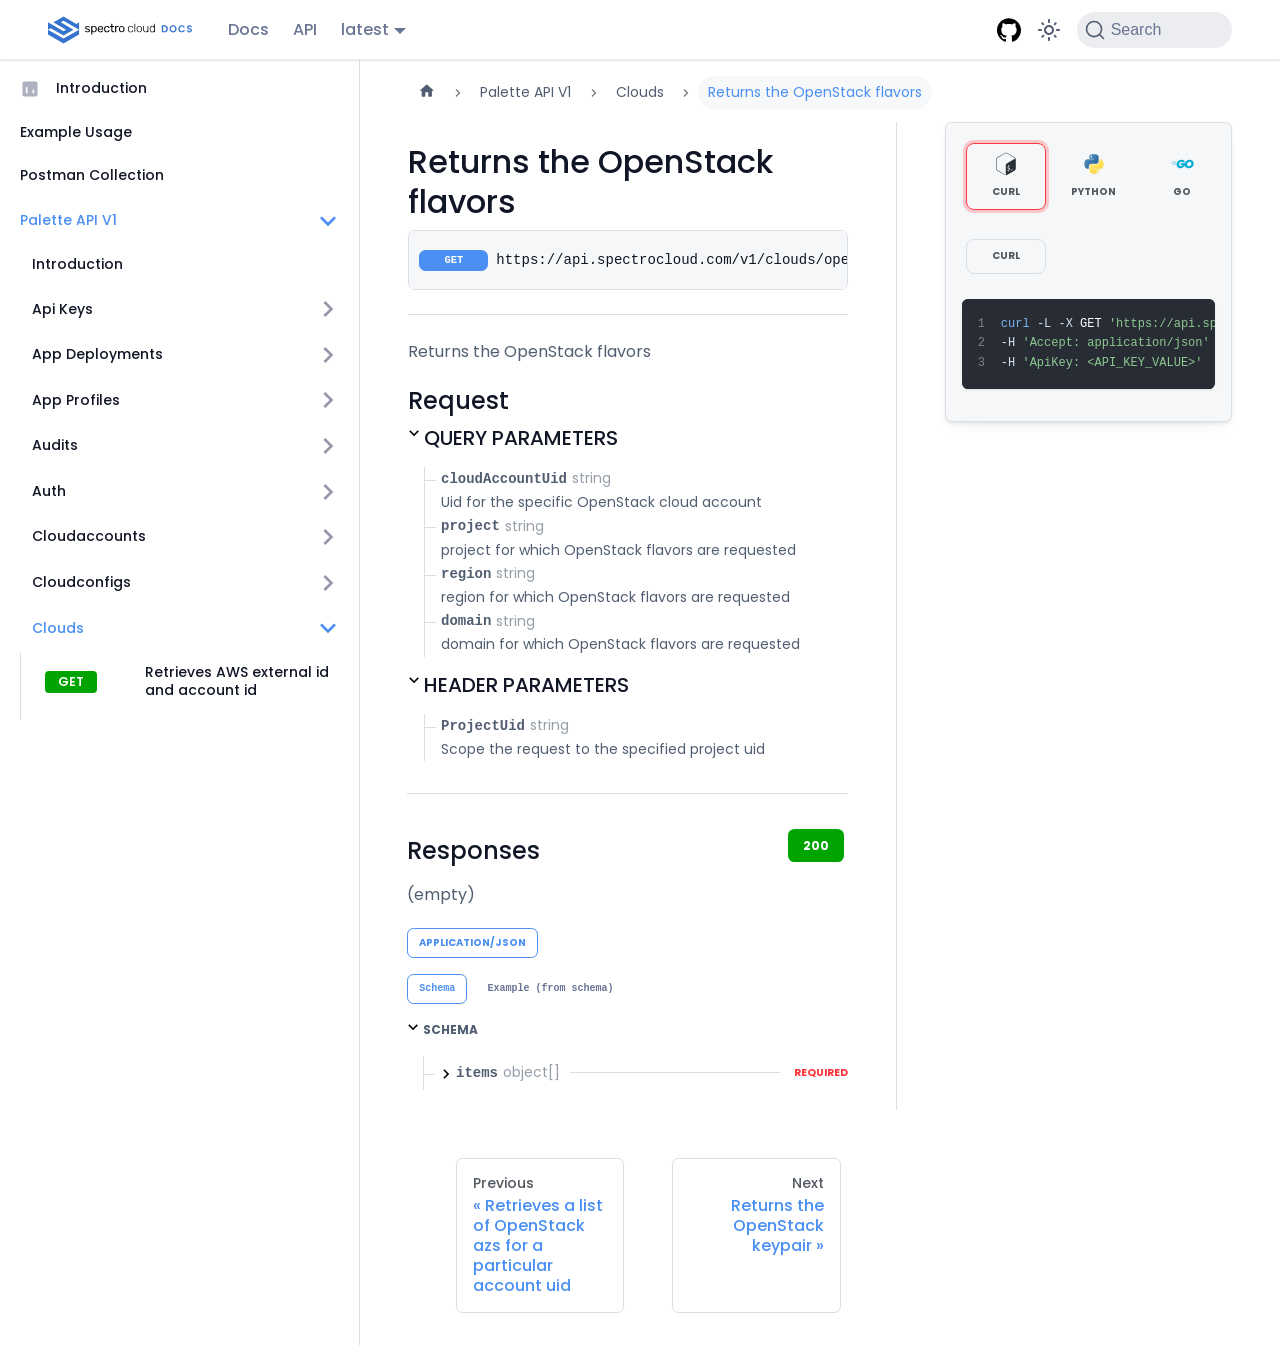 spectro cloud DOCS
Docs
API
latest
Search
Introduction
Example Usage
Postman Collection
Palette API V1
Introduction
Api Keys
App Deployments
App Profiles
Audits
Auth
Cloudaccounts
Cloudconfigs
Clouds
GET
Retrieves AWS external id
and account id
Palette API V1
Clouds
Returns the OpenStack flavors
Returns the OpenStack
flavors
GET https://api.spectrocloud.com/v1/clouds/ope
Returns the OpenStack flavors
Request
QUERY PARAMETERS
cloudAccountUid string
Uid for the specific OpenStack cloud account
project string
project for which OpenStack flavors are requested
region string
region for which OpenStack flavors are requested
domain string
domain for which OpenStack flavors are requested
HEADER PARAMETERS
ProjectUid string
Scope the request to the specified project uid
Responses
200
(empty)
APPLICATION/JSON
Schema
Example (from schema)
SCHEMA
items object[]
REQUIRED
Previous
« Retrieves a list
of OpenStack
azs for a
particular
account uid
Next
Returns the
OpenStack
keypair »
CURL
PYTHON
GO
GO
CURL
1 curl -L -X GET 'https://api.sp
2 -H 'Accept: application/json'
3 -H 'ApiKey: <API_KEY_VALUE>'